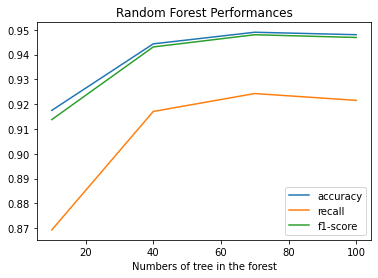 Random Forest Performances
0.95
0.94
0.93
0.92
0.91
0.90
0.89
0.88
0.87
accuracy
recall
f1-score
20
40
60
80
100
Numbers of tree in the forest